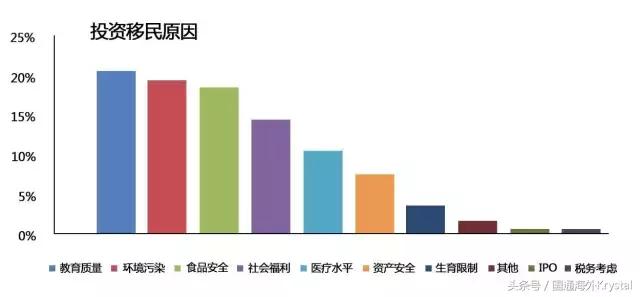 投资移民原因
25%
20%
15%
10%
5%
0%
教育质量 环境污染 食品安全 社会福利 医疗水平 资产安全 生育限制 其他 IPO 税务考虑
头条号 / 圆通海外Krystal